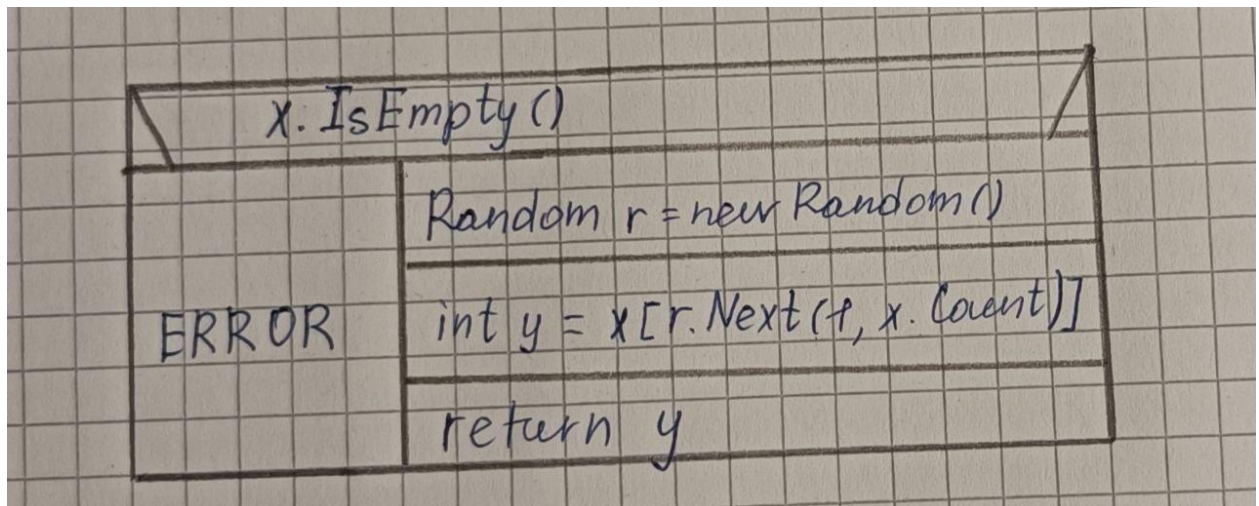 x.IsEmpty()
Random r = new Random()
ERROR
int y = x[r.Next(1, x.Count)]
return y